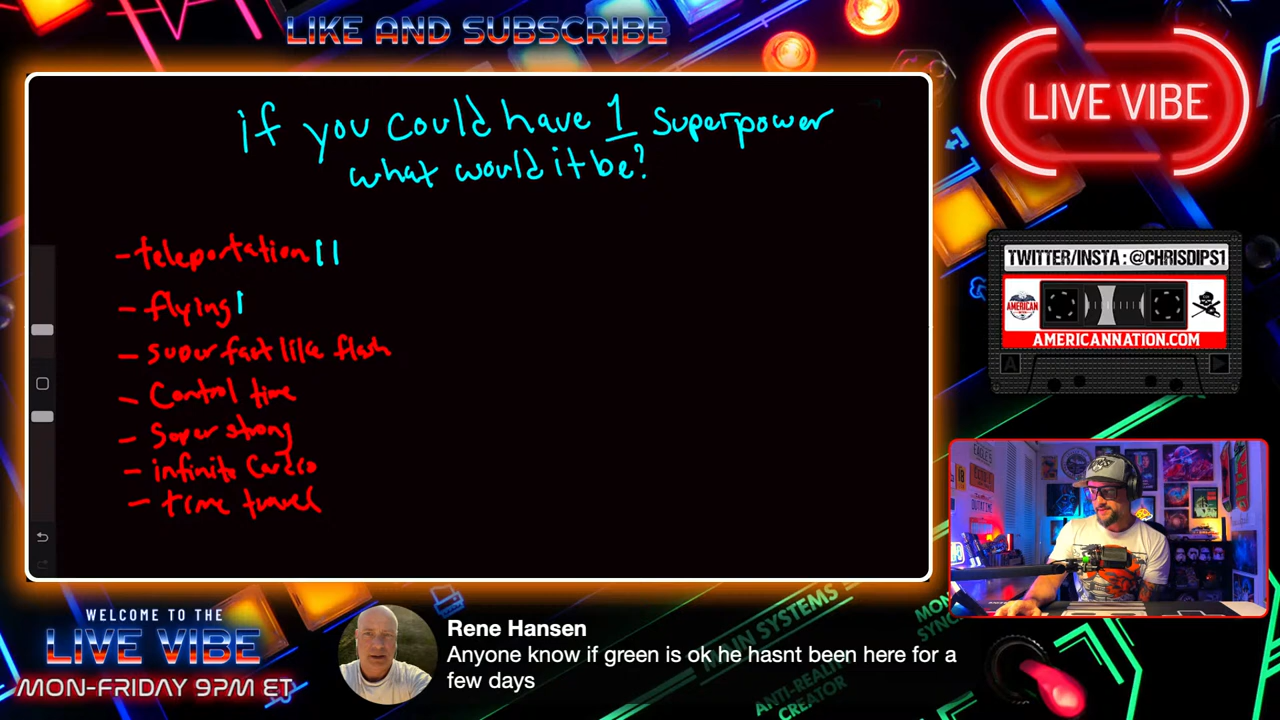 LIKE AND SUBSCRIBE
LIVE VIBE
if you could have 1 superpower
what would it be?
-teleportation ||
- flying |
- super fast like flash
- Control time
- Super strong
- infinite Cardio
- time travel
TWITTER/INSTA : @CHRISDIPS1
AMERICAN
AMERICANNATION.COM
A
WELCOME TO THE
LIVE VIBE
MON-FRIDAY 9PM ET
Rene Hansen
Anyone know if green is ok he hasnt been here for a
few days